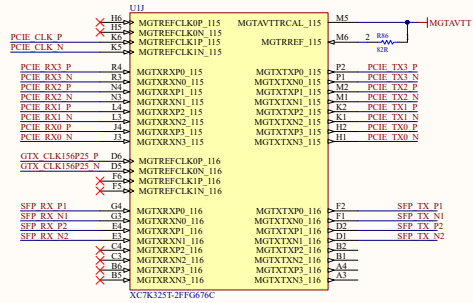 U1J
H6 MGTREFCLK0P_115 MGTAVTTRCAL_115 M5 MGTAVTT
H5 MGTREFCLK0N_115
PCIE_CLK_P K6 MGTREFCLK1P_115 MGTRREF_115 M6 2 R86
PCIE_CLK_N K5 MGTREFCLK1N_115 82R
PCIE_RX3_P R4 MGTXRXP0_115 MGTXTXP0_115 P2 PCIE_TX3_P
PCIE_RX3_N R3 MGTXRXN0_115 MGTXTXN0_115 P1 PCIE_TX3_N
PCIE_RX2_P N4 MGTXRXP1_115 MGTXTXP1_115 M2 PCIE_TX2_P
PCIE_RX2_N N3 MGTXRXN1_115 MGTXTXN1_115 M1 PCIE_TX2_N
PCIE_RX1_P L4 MGTXRXP2_115 MGTXTXP2_115 K2 PCIE_TX1_P
PCIE_RX1_N L3 MGTXRXN2_115 MGTXTXN2_115 K1 PCIE_TX1_N
PCIE_RX0_P J4 MGTXRXP3_115 MGTXTXP3_115 H2 PCIE_TX0_P
PCIE_RX0_N J3 MGTXRXN3_115 MGTXTXN3_115 H1 PCIE_TX0_N
GTX_CLK156P25_P D6 MGTREFCLK0P_116
GTX_CLK156P25_N D5 MGTREFCLK0N_116
F6 MGTREFCLK1P_116
F5 MGTREFCLK1N_116
SFP_RX_P1 G4 MGTXRXP0_116 MGTXTXP0_116 F2 SFP_TX_P1
SFP_RX_N1 G3 MGTXRXN0_116 MGTXTXN0_116 F1 SFP_TX_N1
SFP_RX_P2 E4 MGTXRXP1_116 MGTXTXP1_116 D2 SFP_TX_P2
SFP_RX_N2 E3 MGTXRXN1_116 MGTXTXN1_116 D1 SFP_TX_N2
C4 MGTXRXP2_116 MGTXTXP2_116 B2
C3 MGTXRXN2_116 MGTXTXN2_116 B1
B6 MGTXRXP3_116 MGTXTXP3_116 A4
B5 MGTXRXN3_116 MGTXTXN3_116 A3
XC7K325T-2FFG676C